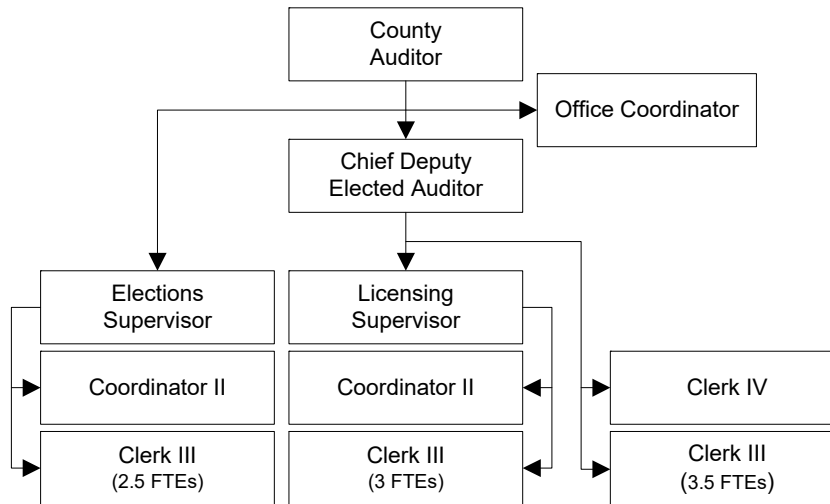 County
Auditor
Office Coordinator
Chief Deputy
Elected Auditor
Elections
Supervisor
Licensing
Supervisor
Coordinator II
Coordinator II
Clerk IV
Clerk III
(2.5 FTEs)
Clerk III
(3 FTEs)
Clerk III
(3.5 FTEs)